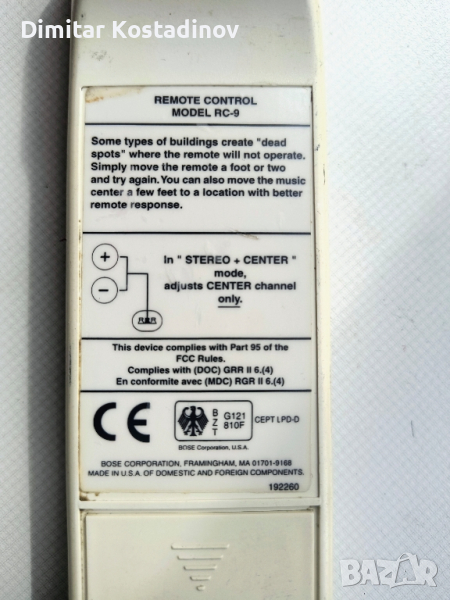 Dimitar Kostadinov
REMOTE CONTROL
MODEL RC-9
Some types of buildings create "dead
spots" where the remote will not operate.
Simply move the remote a foot or two
and try again. You can also move the music
center a few feet to a location with better
remote response.
+
−
In " STEREO + CENTER "
mode,
adjusts CENTER channel
only.
This device complies with Part 95 of the
FCC Rules.
Complies with (DOC) GRR II 6.(4)
En conformite avec (MDC) RGR II 6.(4)
CE
BZT
G121
810F
CEPT LPD-D
BOSE Corporation, U.S.A.
BOSE CORPORATION, FRAMINGHAM, MA 01701-9168
MADE IN U.S.A. OF DOMESTIC AND FOREIGN COMPONENTS.
192260
bazar